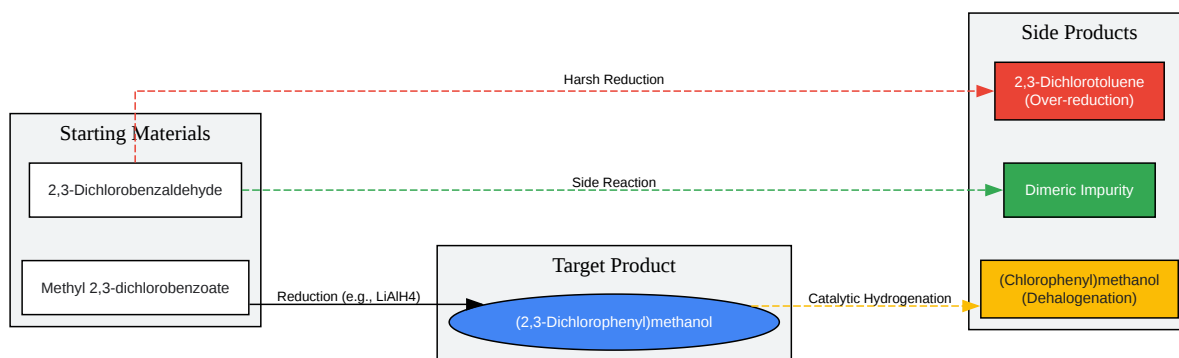 Side Products
Harsh Reduction
2,3-Dichlorotoluene
(Over-reduction)
Starting Materials
2,3-Dichlorobenzaldehyde
Side Reaction
Dimeric Impurity
Target Product
Methyl 2,3-dichlorobenzoate
Reduction (e.g., LiAlH4)
(2,3-Dichlorophenyl)methanol
Catalytic Hydrogenation
(Chlorophenyl)methanol
(Dehalogenation)